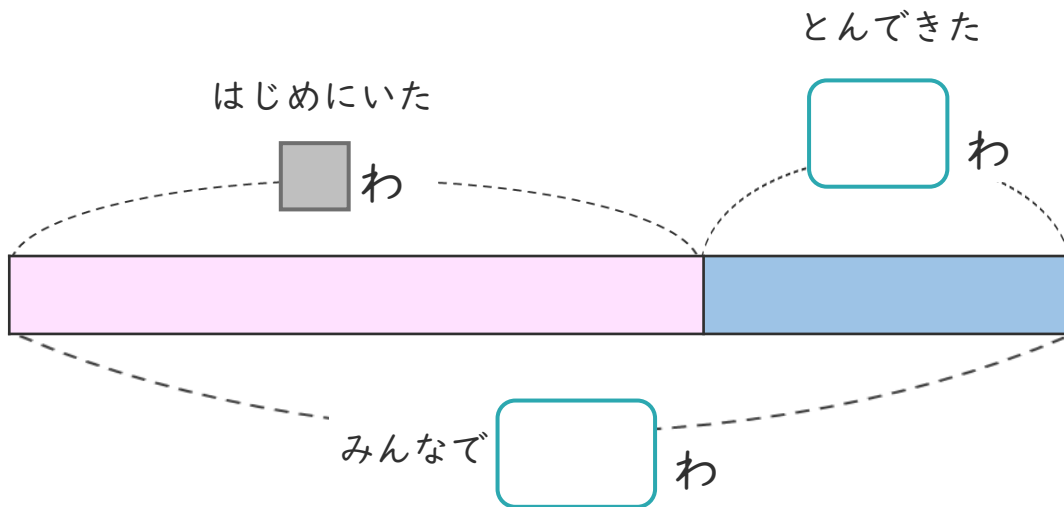 とんできた
わ
はじめにいた
わ
みんなで
わ